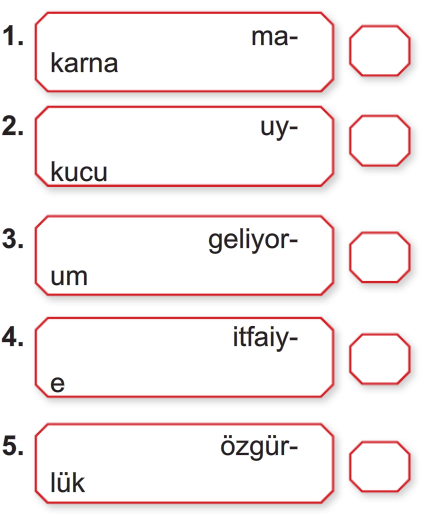 1. ma-
karna
2. uy-
kucu
3. geliyor-
um
4. itfaiy-
e
5. özgür-
lük